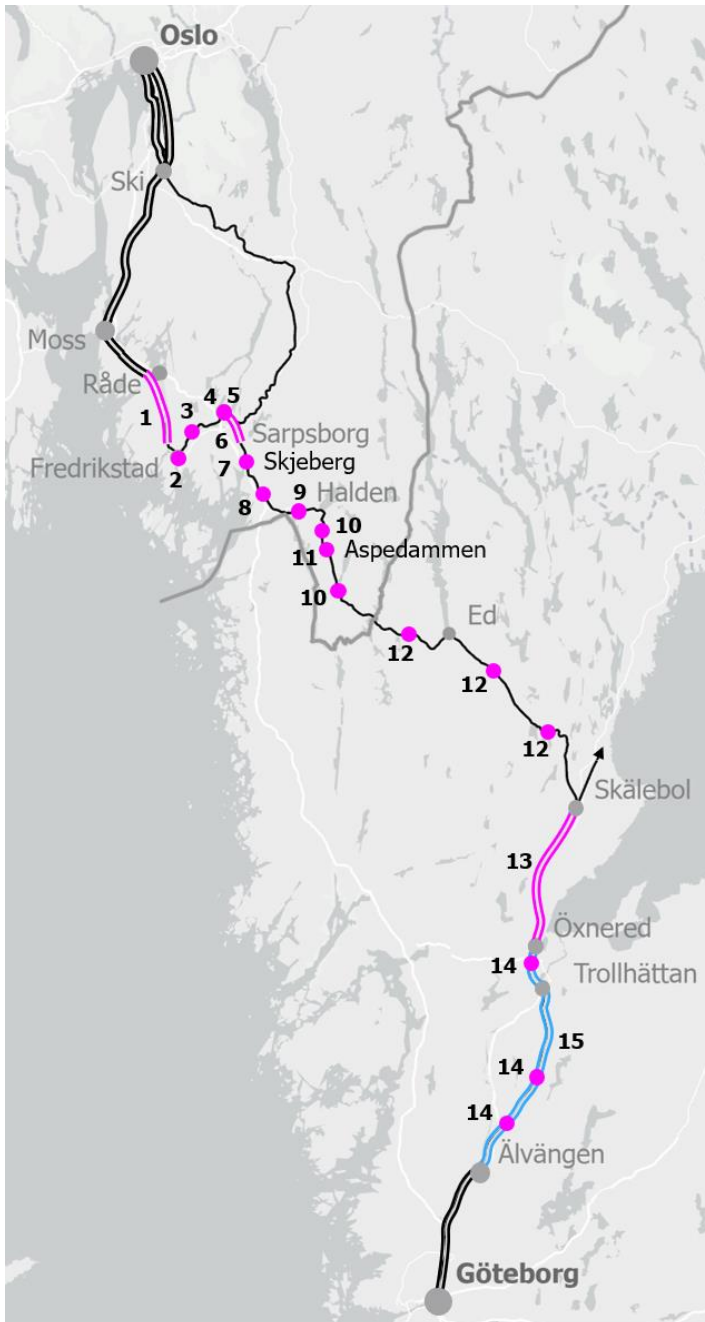 Oslo
Ski
Moss
Råde
1
3
4 5
6
Sarpsborg
Fredrikstad
2
7
Skjeberg
8
9
Halden
10
11
Aspedammen
10
Ed
12
12
12
Skälebol
13
Öxnered
14
Trollhättan
15
14
14
Älvängen
Göteborg